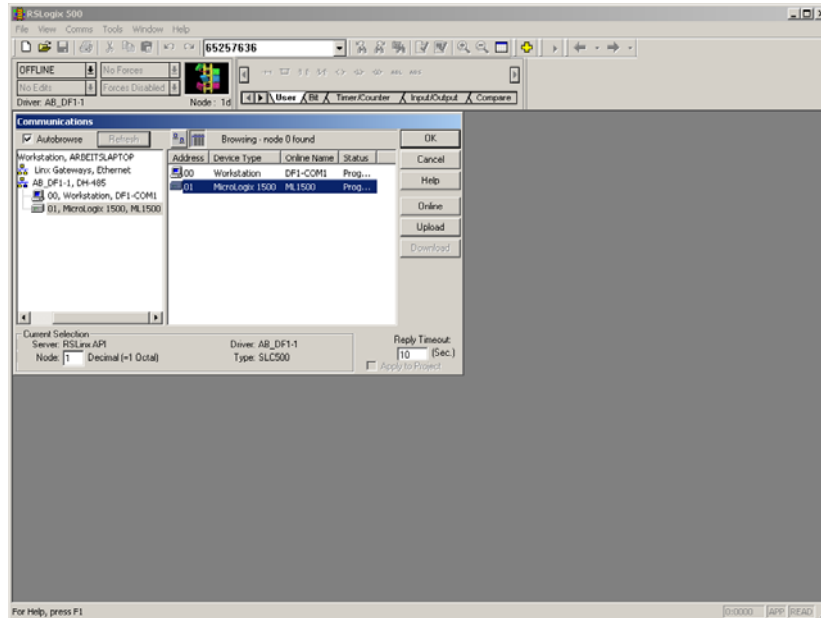 RSLogix 500
File View Comms Tools Window Help
65257636
OFFLINE No Forces
No Edits Forces Disabled
Driver: AB_DF1-1 Node: 1d
User Bit Timer/Counter Input/Output Compare
Communications
Autobrowse Refresh Browsing - node 0 found OK
Workstation, ARBEITSLAPTOP Address Device Type Online Name Status Cancel
Linx Gateways, Ethernet 00 Workstation DF1-COM1 Prog...
AB_DF1-1, DH-485 01 MicroLogix 1500 ML1500 Prog... Help
00, Workstation, DF1-COM1
01, MicroLogix 1500, ML1500 Online
Upload
Download
Current Selection
Server: RSLinx API Driver: AB_DF1-1 Reply Timeout:
Node: 1 Decimal (=1 Octal) Type: SLC500 10 (Sec.)
Apply to Project
For Help, press F1 0:0000 APP READ